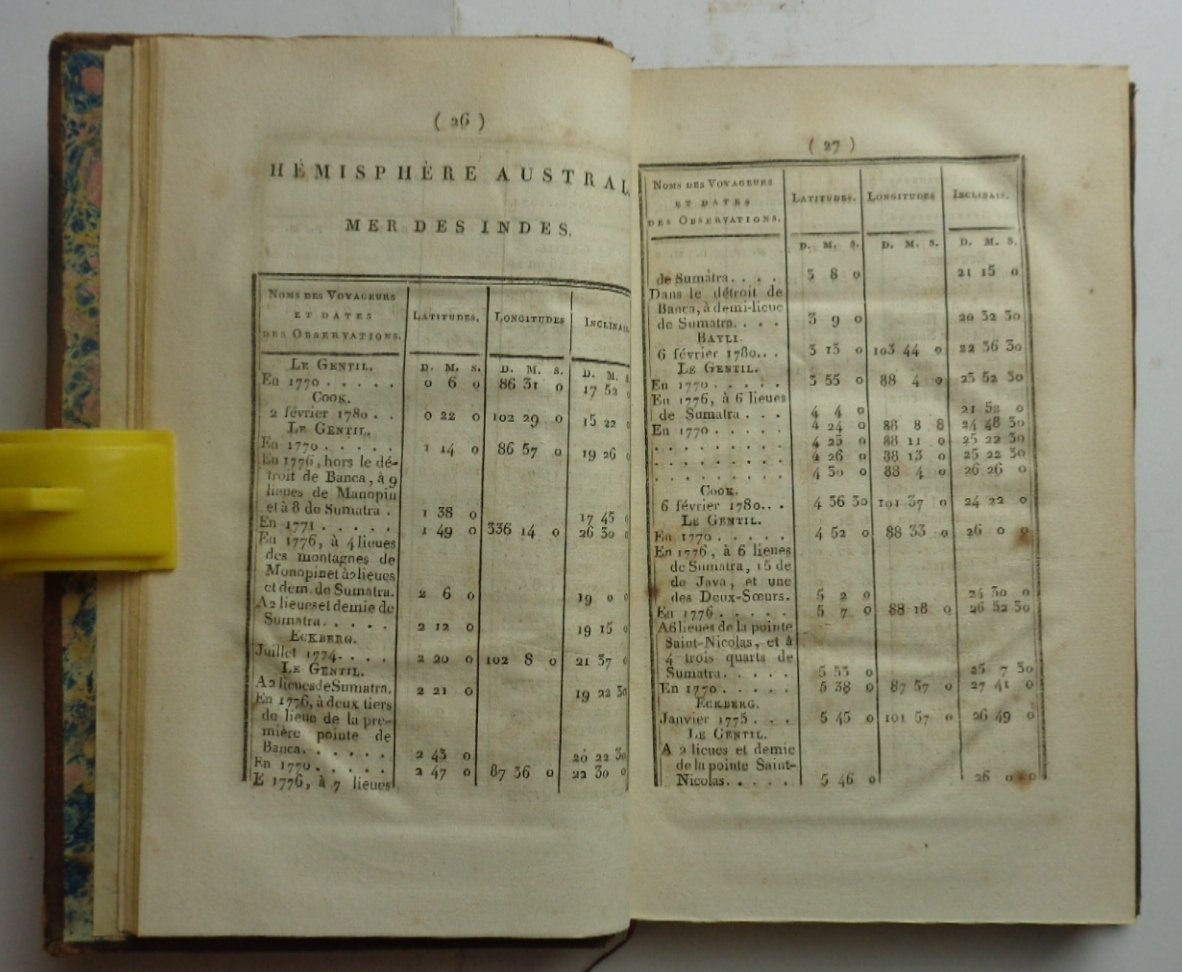 ( 26 )
HÉMISPHÈRE AUSTRAL
MER DES INDES.
NOMS DES VOYAGEURS
ET DATES
DES OBSERVATIONS.
LATITUDES. LONGITUDES INCLINAIS.
D. M. S. D. M. S. D. M. S
LE GENTIL.
En 1770 . . . . . 0 6 0 86 31 0 17 52 0
COOK.
2 février 1780 . . 0 22 0 102 29 0 15 22 0
LE GENTIL.
En 1770 . . . . . 1 14 0 86 57 0 19 26 0
En 1776, hors le dé-
troit de Banca, à 9
lieues de Manopin
et à 8 de Sumatra . 1 38 0 17 45 0
En 1771 . . . . . 1 49 0 336 14 0 26 30 0
En 1776, à 4 lieues
des montagnes de
Monopin et à 2 lieues
et dem. de Sumatra. 2 6 0 19 0 0
A 2 lieues et demie de
Sumatra. . . . . 2 12 0 19 15 0
ECKBERG.
Juillet 1774. . . . 2 20 0 102 8 0 21 37 0
LE GENTIL.
A 2 lieues de Sumatra. 2 21 0 19 22 30
En 1776, à deux tiers
de lieue de la pre-
mière pointe de
Banca. . . . . . 2 43 0 20 22 30
En 1770. . . . . 2 47 0 87 36 0 22 30 0
E 1776, à 7 lieues
( 27 )
NOMS DES VOYAGEURS
ET DATES
DES OBSERVATIONS.
LATITUDES. LONGITUDES INCLINAIS.
D. M. S. D. M. S. D. M. S.
de Sumatra. . . . 3 8 0 21 15 0
Dans le détroit de
Banca, à demi-lieue
de Sumatra. . . . 3 9 0 20 32 30
BAYLI.
6 février 1780. . . 3 15 0 103 44 0 22 36 30
LE GENTIL.
En 1770 . . . . . 3 55 0 88 4 0 23 52 30
En 1776, à 6 lieues
de Sumatra . . . 4 4 0 21 52 0
En 1770 . . . . . 4 24 0 88 8 8 24 48 30
. . . . . . . . . 4 25 0 88 11 0 25 22 30
. . . . . . . . . 4 26 0 88 13 0 25 22 30
. . . . . . . . . 4 30 0 88 4 0 26 26 0
COOK.
6 février 1780. . . 4 36 30 101 37 0 24 22 0
LE GENTIL.
En 1770 . . . . . 4 52 0 88 33 0 26 0 0
En 1776, à 6 lieues
de Sumatra, 15 de
de Java, et une
des Deux-Sœurs. 5 2 0 24 30 0
En 1776 . . . . . 5 7 0 88 18 0 26 52 30
A 6 lieues de la pointe
Saint-Nicolas, et à
4 trois quarts de
Sumatra. . . . . 5 33 0 25 7 30
En 1770 . . . . . 5 38 0 87 57 0 27 41 0
ECKBERG.
Janvier 1775 . . . 5 45 0 101 57 0 26 49 0
LE GENTIL.
A 2 lieues et demie
de la pointe Saint-
Nicolas. . . . . 5 46 0 26 0 0